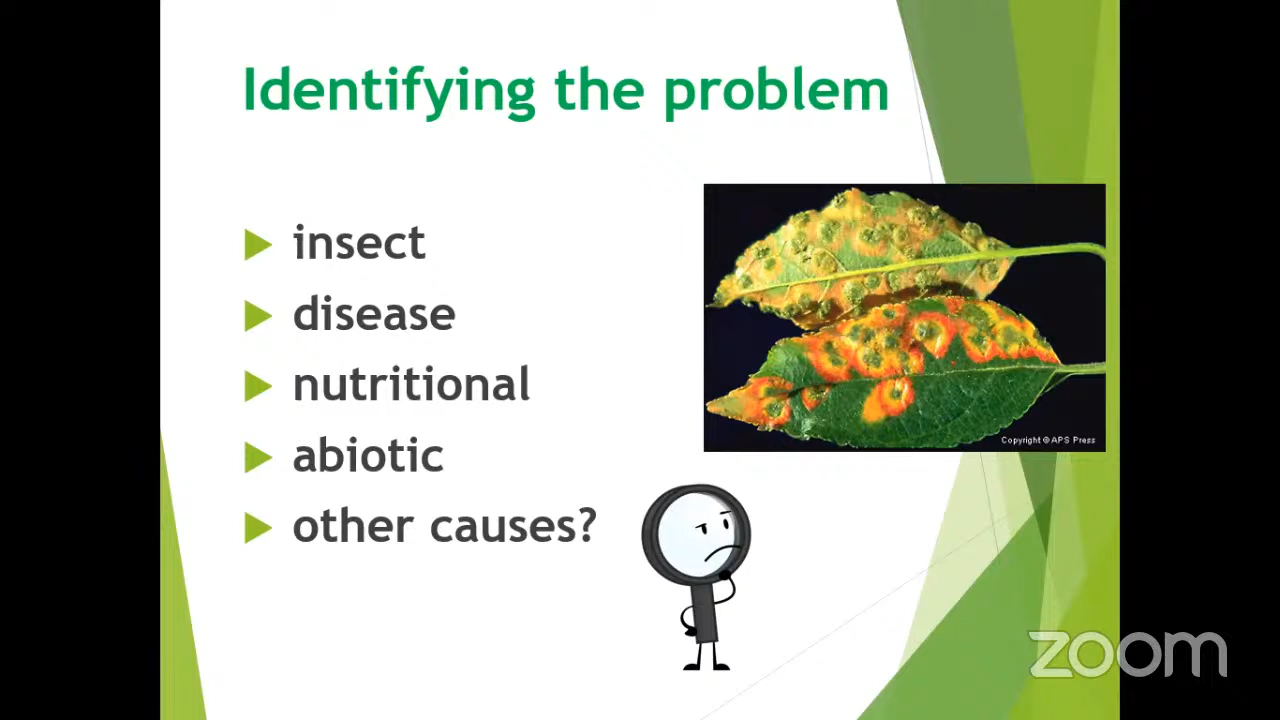 Identifying the problem
insect
disease
nutritional
abiotic
other causes?
Copyright © APS Press
zoom